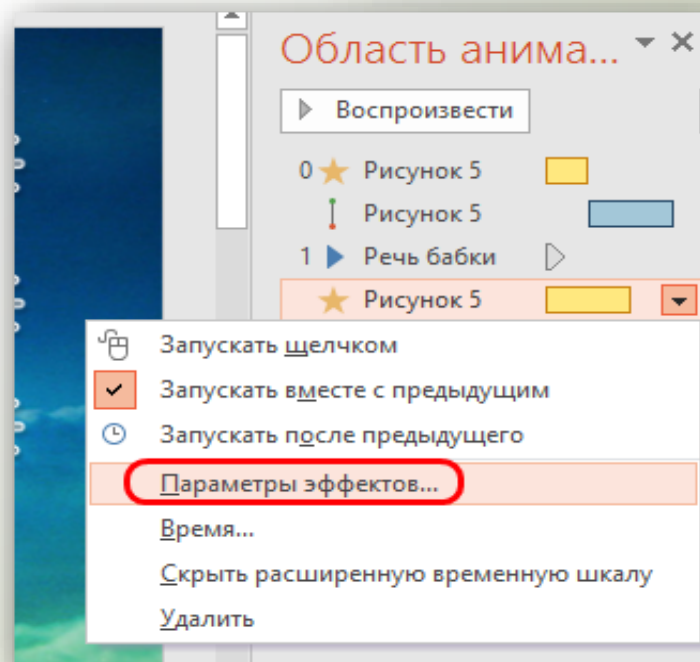 Область анима...
Воспроизвести
0 Рисунок 5
Рисунок 5
1 Речь бабки
Рисунок 5
Запускать щелчком
Запускать вместе с предыдущим
Запускать после предыдущего
Параметры эффектов...
Время...
Скрыть расширенную временную шкалу
Удалить